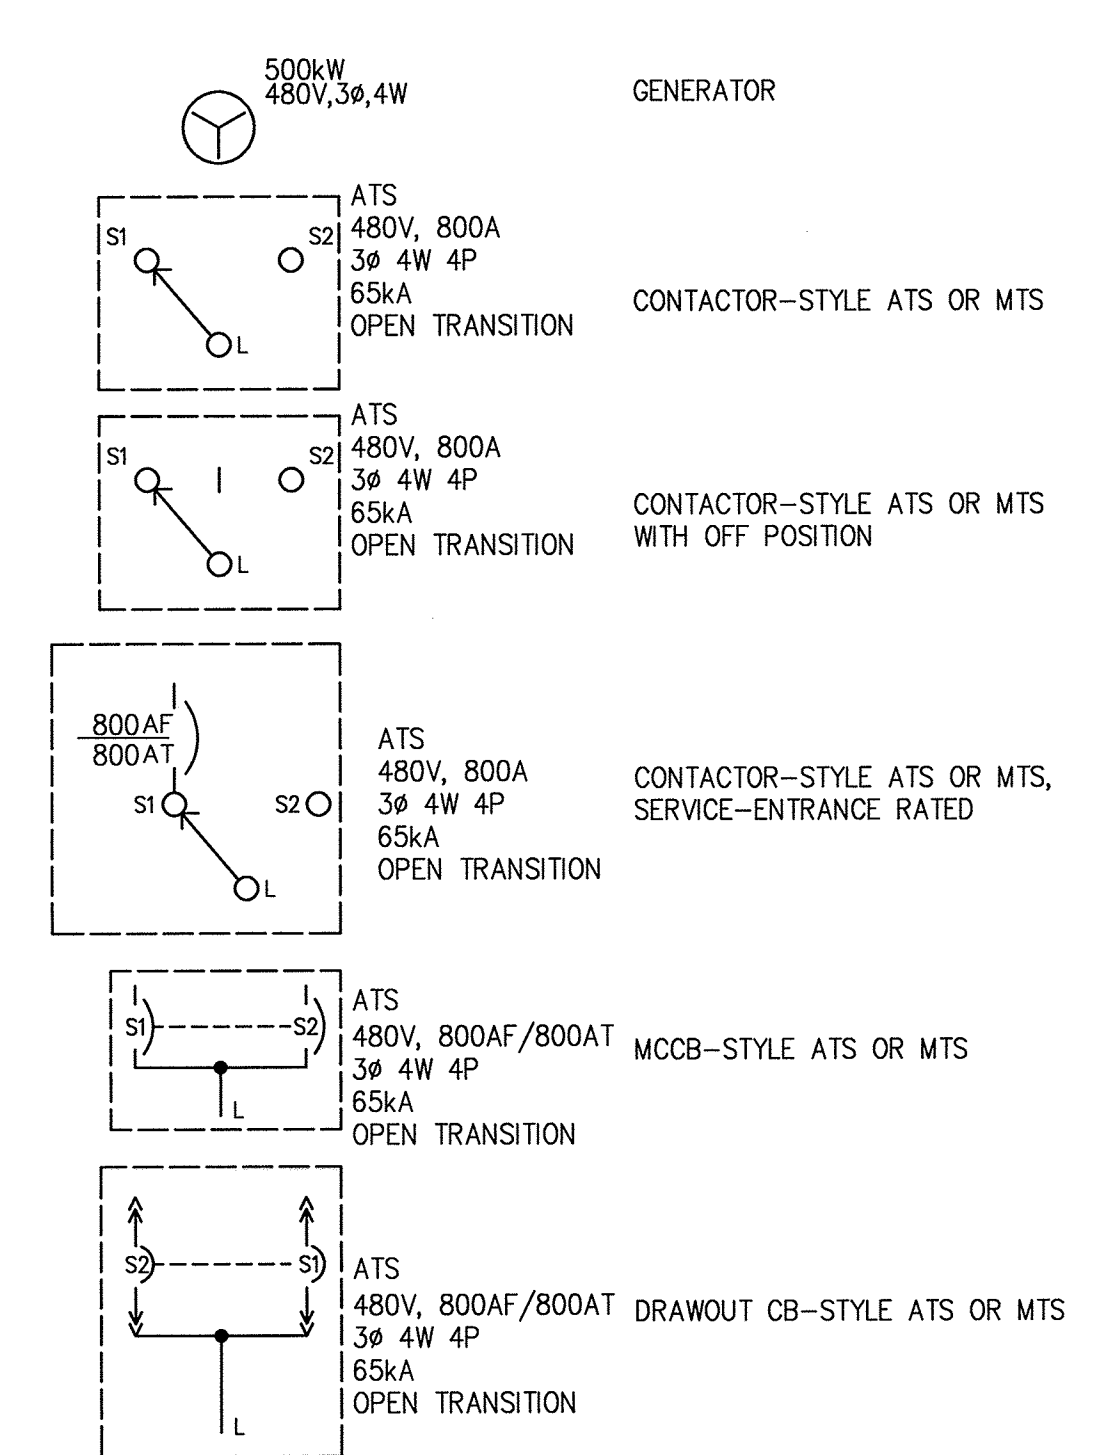 500kW
480V,3ø,4W
GENERATOR
ATS
480V, 800A
3ø 4W 4P
65kA
OPEN TRANSITION
S1
S2
L
CONTACTOR-STYLE ATS OR MTS
ATS
480V, 800A
3ø 4W 4P
65kA
OPEN TRANSITION
S1
S2
L
CONTACTOR-STYLE ATS OR MTS
WITH OFF POSITION
800AF
800AT
S1
S2
L
ATS
480V, 800A
3ø 4W 4P
65kA
OPEN TRANSITION
CONTACTOR-STYLE ATS OR MTS,
SERVICE-ENTRANCE RATED
S1
S2
L
ATS
480V, 800AF/800AT
3ø 4W 4P
65kA
OPEN TRANSITION
MCCB-STYLE ATS OR MTS
S2
S1
L
ATS
480V, 800AF/800AT
3ø 4W 4P
65kA
OPEN TRANSITION
DRAWOUT CB-STYLE ATS OR MTS